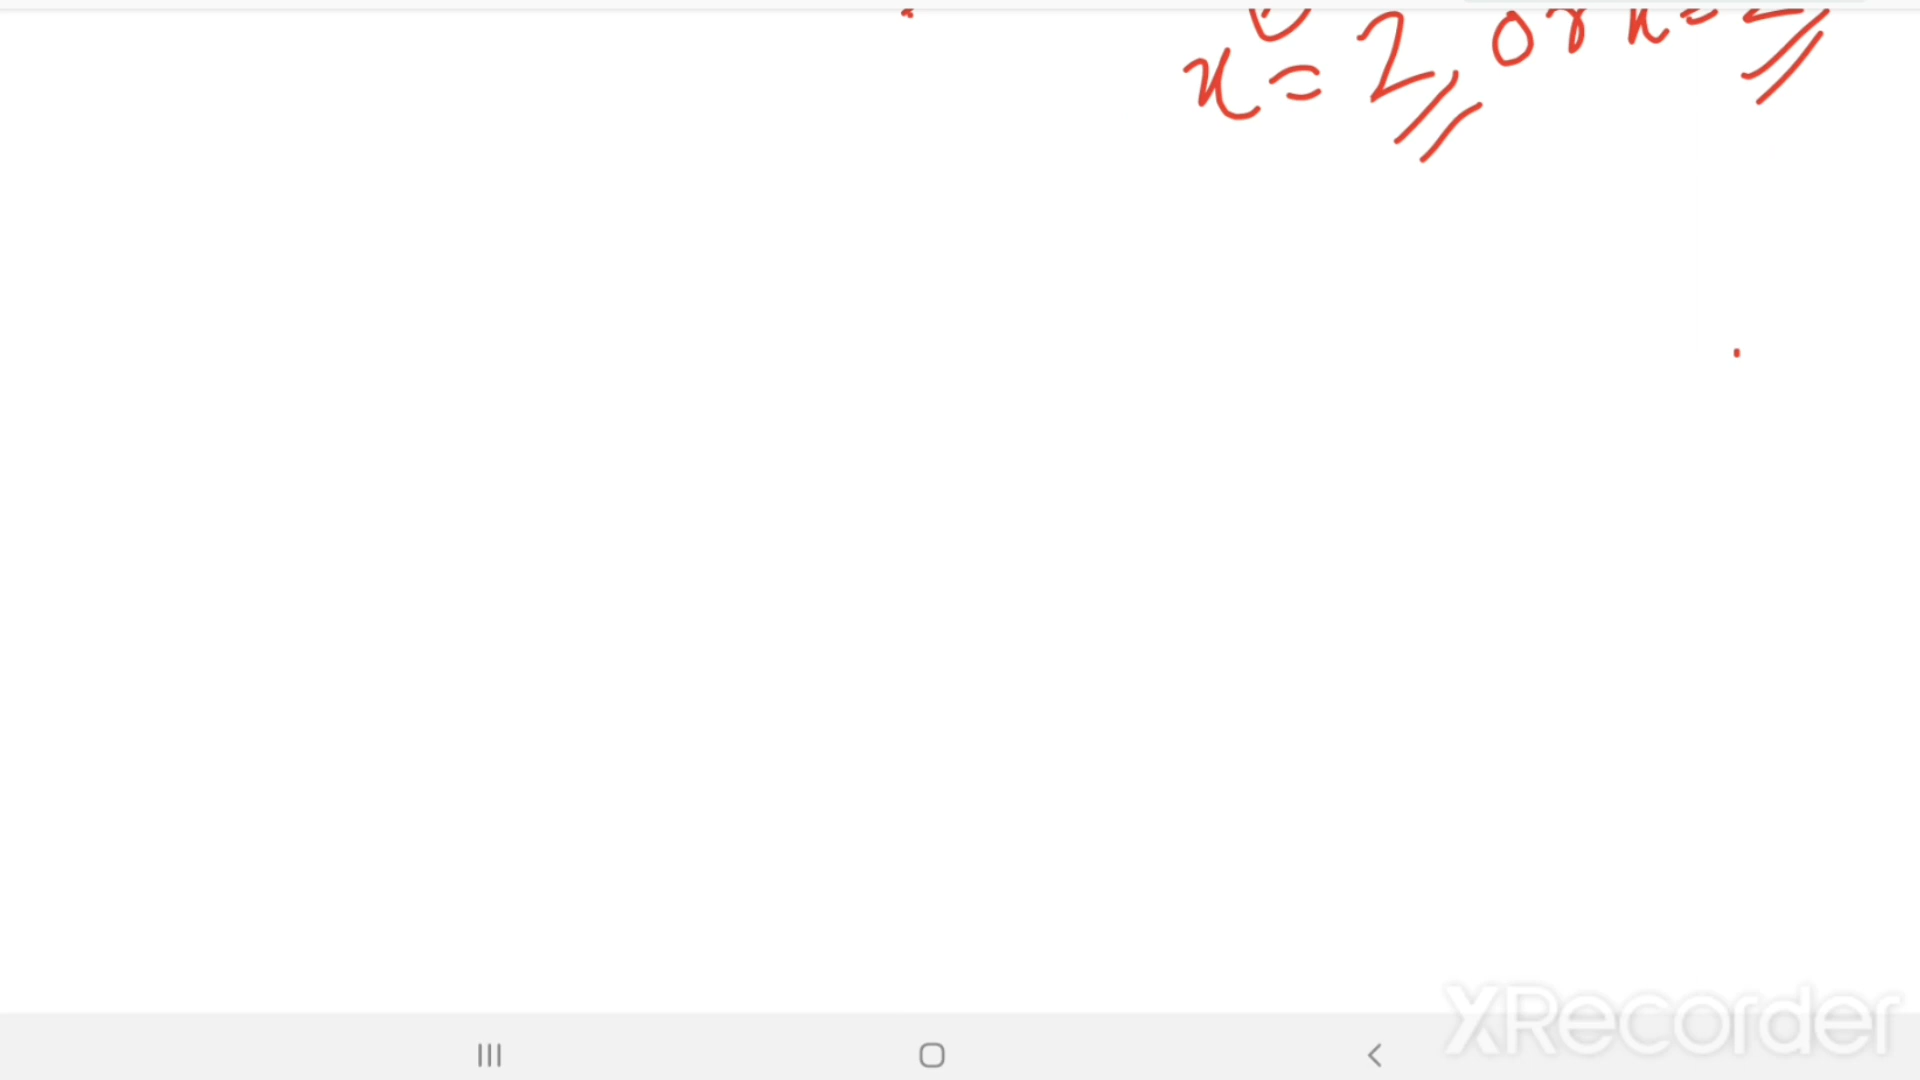 x = 2, or x =
XRecorder